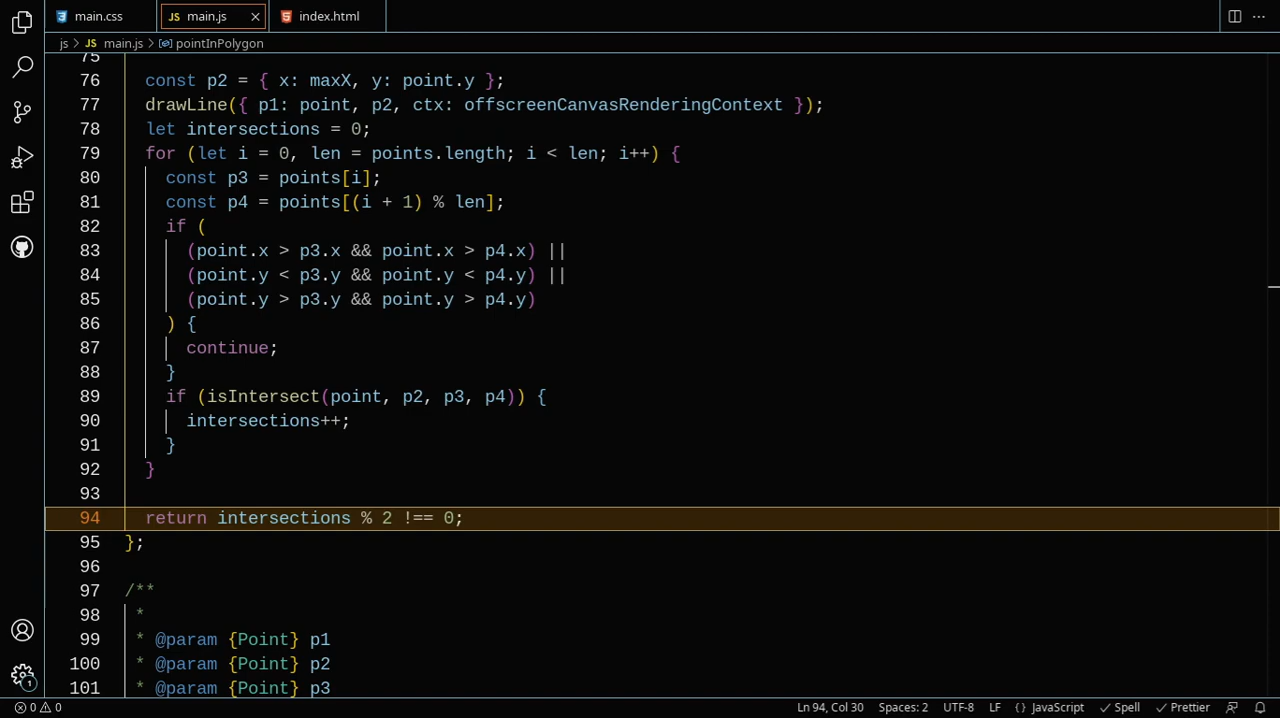 main.css
JS main.js
index.html
js > JS main.js > pointInPolygon
75
76 const p2 = { x: maxX, y: point.y };
77 drawLine({ p1: point, p2, ctx: offscreenCanvasRenderingContext });
78 let intersections = 0;
79 for (let i = 0, len = points.length; i < len; i++) {
80 const p3 = points[i];
81 const p4 = points[(i + 1) % len];
82 if (
83 (point.x > p3.x && point.x > p4.x) ||
84 (point.y < p3.y && point.y < p4.y) ||
85 (point.y > p3.y && point.y > p4.y)
86 ) {
87 continue;
88 }
89 if (isIntersect(point, p2, p3, p4)) {
90 intersections++;
91 }
92 }
93
94 return intersections % 2 !== 0;
95 };
96
97 /**
98 *
99 * @param {Point} p1
100 * @param {Point} p2
101 * @param {Point} p3
1
0 0 Ln 94, Col 30 Spaces: 2 UTF-8 LF {} JavaScript Spell Prettier